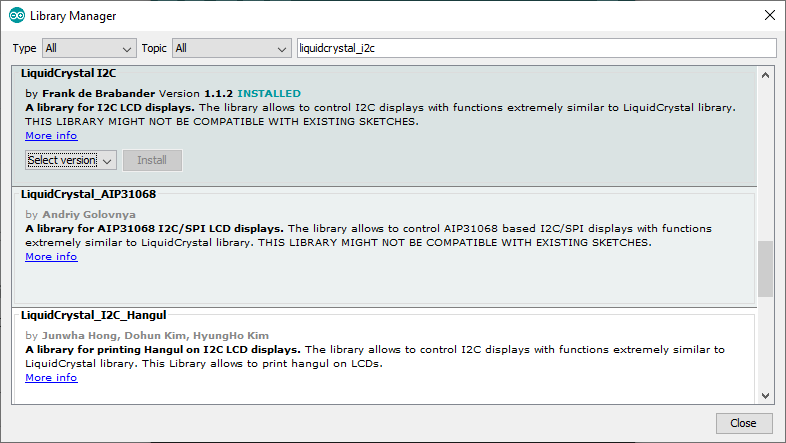 Library Manager
Type All Topic All liquidcrystal_i2c
LiquidCrystal I2C
by Frank de Brabander Version 1.1.2 INSTALLED
A library for I2C LCD displays. The library allows to control I2C displays with functions extremely similar to LiquidCrystal library.
THIS LIBRARY MIGHT NOT BE COMPATIBLE WITH EXISTING SKETCHES.
More info
Select version Install
LiquidCrystal_AIP31068
by Andriy Golovnya
A library for AIP31068 I2C/SPI LCD displays. The library allows to control AIP31068 based I2C/SPI displays with functions
extremely similar to LiquidCrystal library. THIS LIBRARY MIGHT NOT BE COMPATIBLE WITH EXISTING SKETCHES.
More info
LiquidCrystal_I2C_Hangul
by Junwha Hong, Dohun Kim, HyungHo Kim
A library for printing Hangul on I2C LCD displays. The library allows to control I2C displays with functions extremely similar to
LiquidCrystal library. This Library allows to print hangul on LCDs.
More info
Close